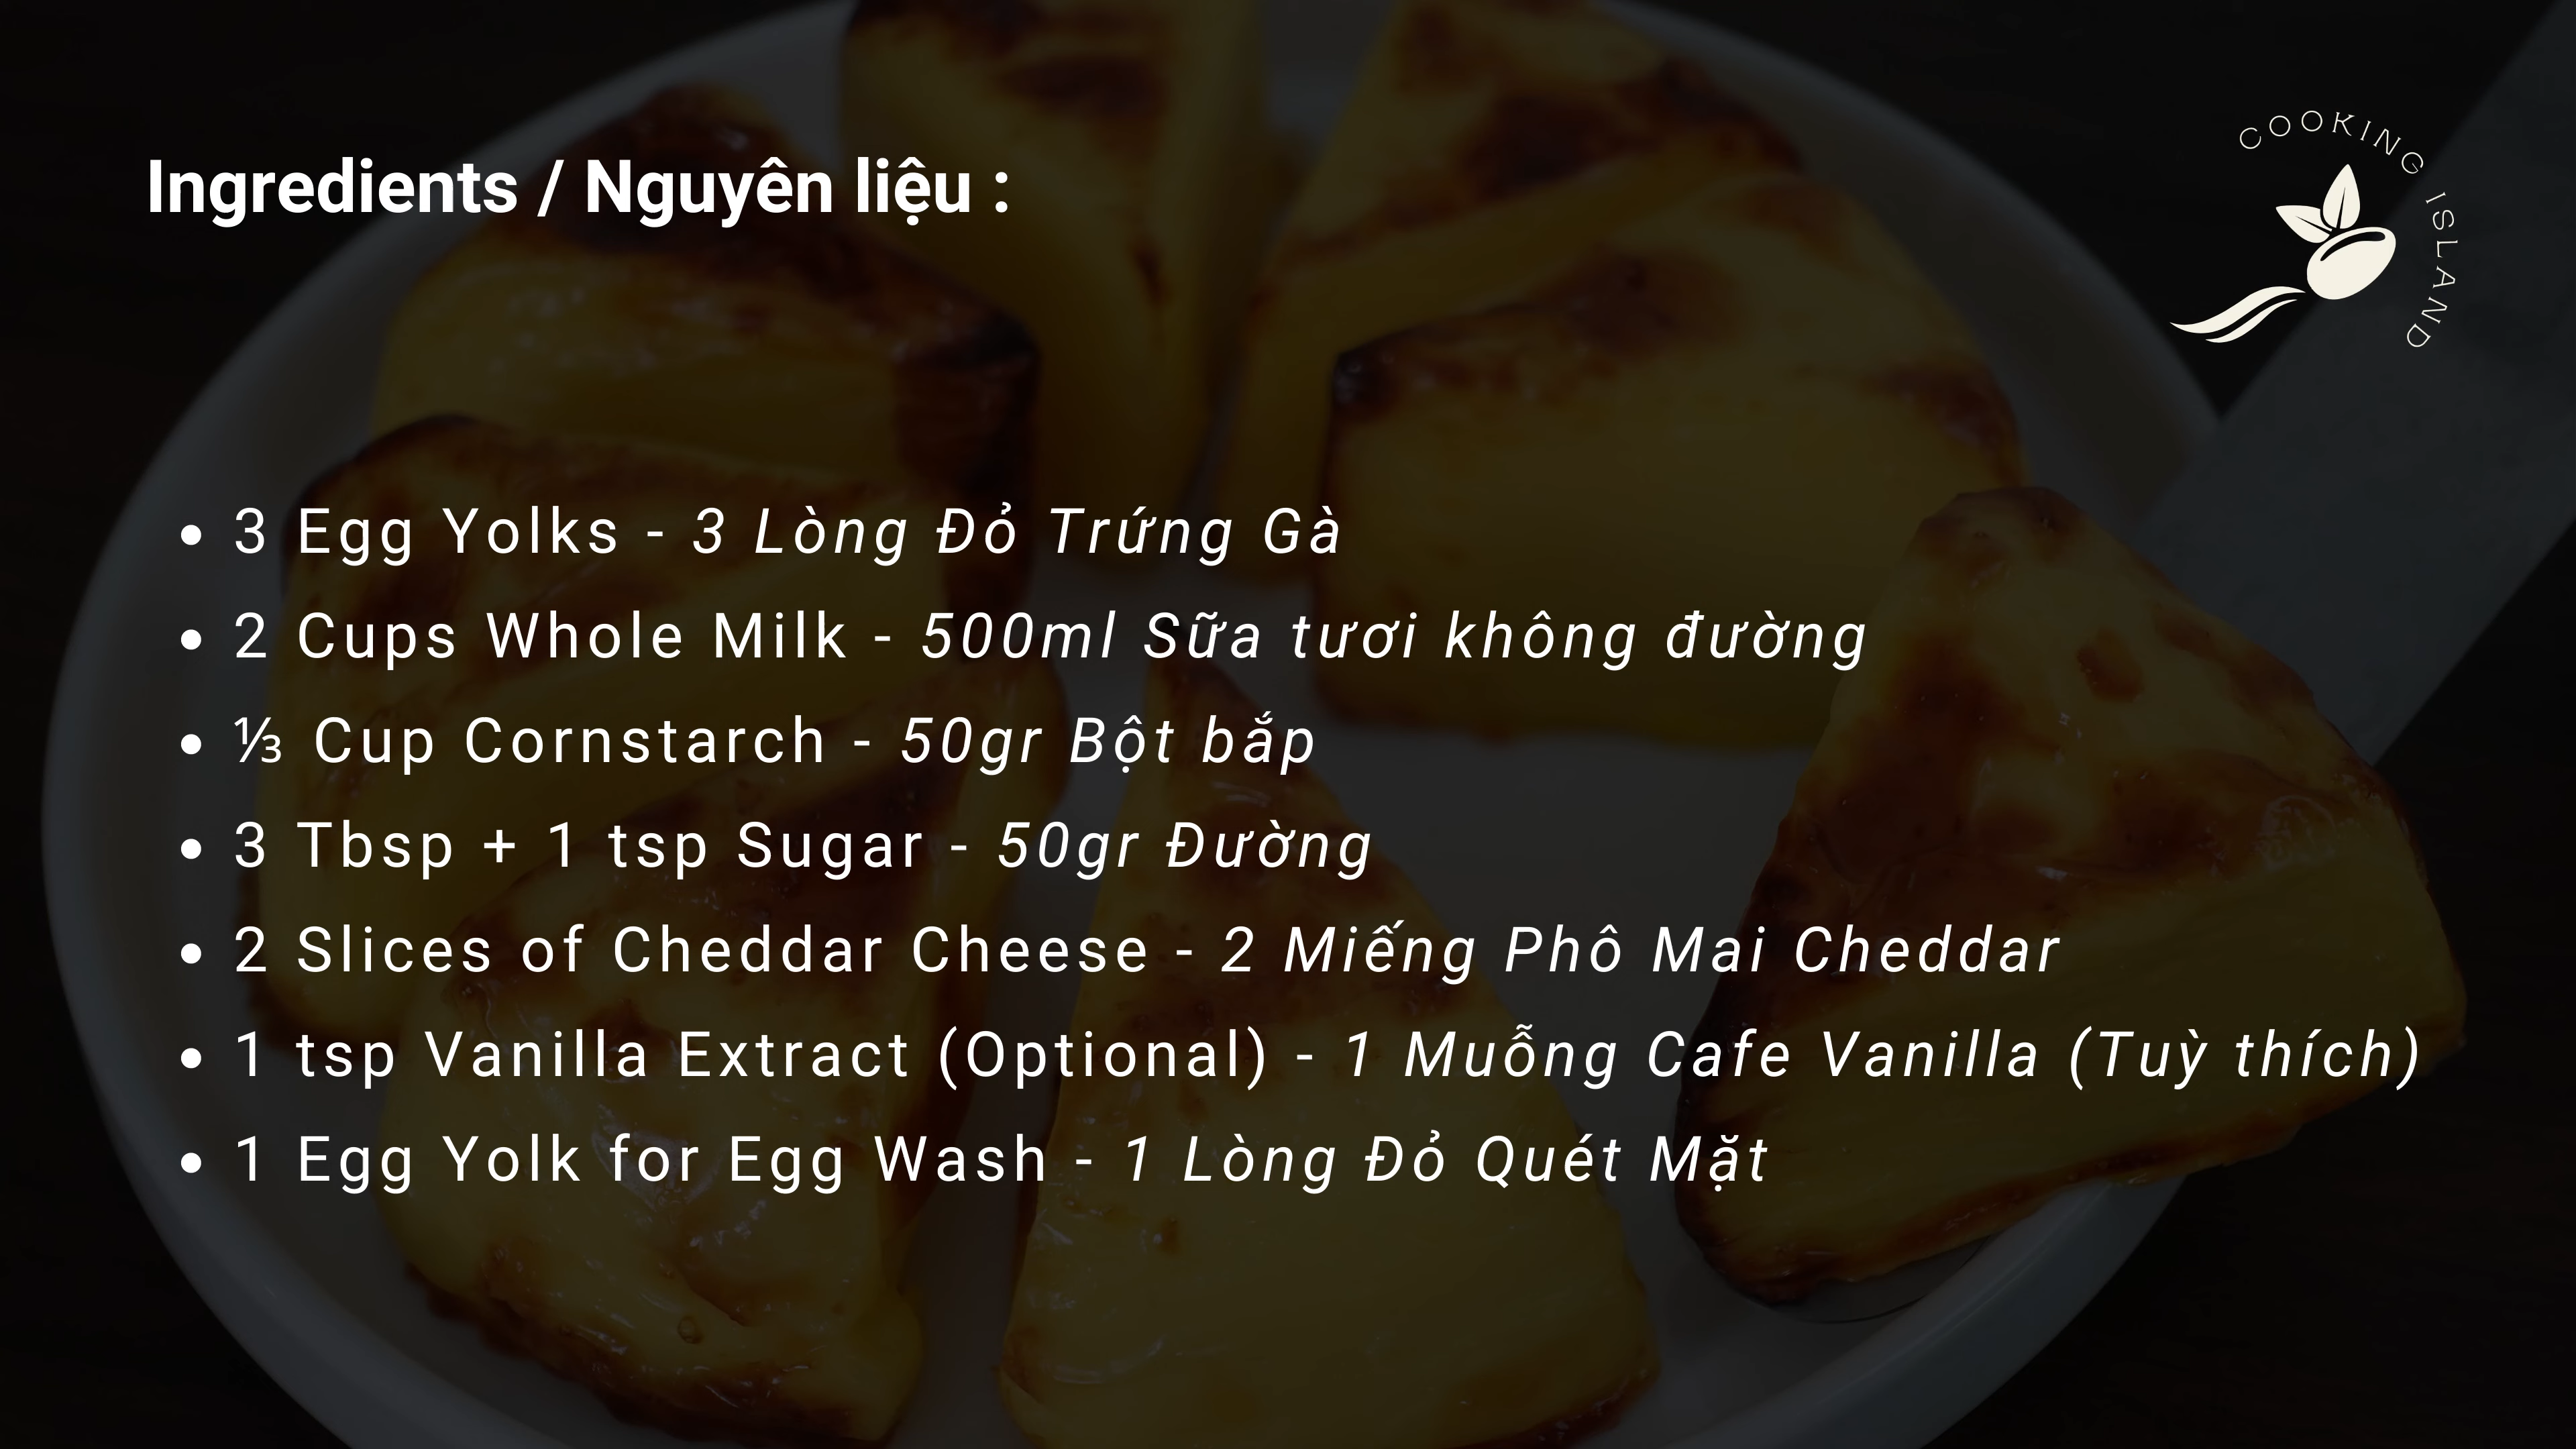 Ingredients / Nguyên liệu :
COOKING ISLAND
• 3 Egg Yolks - 3 Lòng Đỏ Trứng Gà
• 2 Cups Whole Milk - 500ml Sữa tươi không đường
• ⅓ Cup Cornstarch - 50gr Bột bắp
• 3 Tbsp + 1 tsp Sugar - 50gr Đường
• 2 Slices of Cheddar Cheese - 2 Miếng Phô Mai Cheddar
• 1 tsp Vanilla Extract (Optional) - 1 Muỗng Cafe Vanilla (Tuỳ thích)
• 1 Egg Yolk for Egg Wash - 1 Lòng Đỏ Quét Mặt